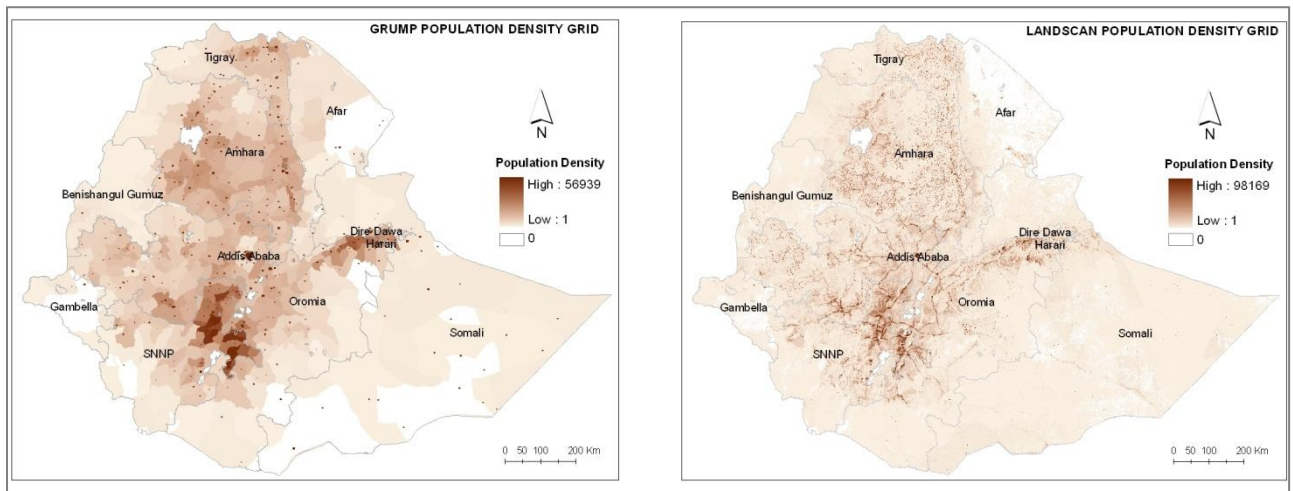 GRUMP POPULATION DENSITY GRID
Tigray
Afar
N
Amhara
Population Density
High : 56939
Low : 1
0
Benishangul Gumuz
Dire Dawa
Harari
Addis Ababa
Gambella
Oromia
Somali
SNNP
0 50 100 200 Km
LANDSCAN POPULATION DENSITY GRID
Tigray
Afar
N
Amhara
Population Density
High : 98169
Low : 1
0
Benishangul Gumuz
Dire Dawa
Harari
Addis Ababa
Gambella
Oromia
Somali
SNNP
0 50 100 200 Km